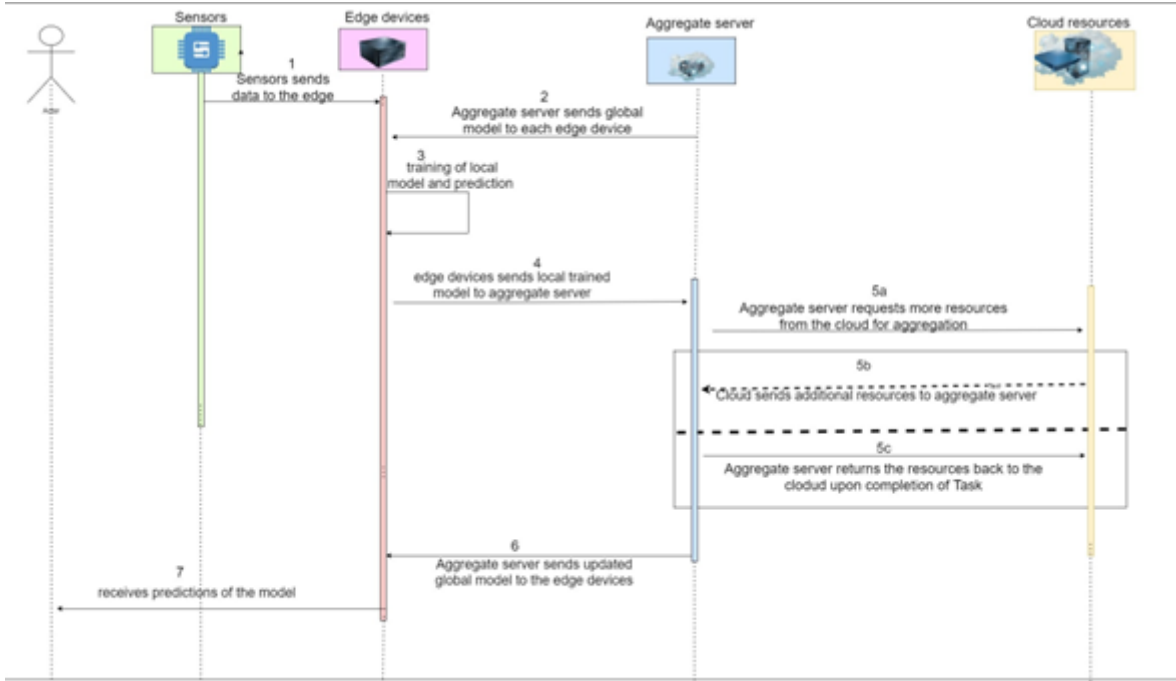 Sensors
Edge devices
Aggregate server
Cloud resources
Actor
1
Sensors sends
data to the edge
2
Aggregate server sends global
model to each edge device
3
training of local
model and prediction
4
edge devices sends local trained
model to aggregate server
5a
Aggregate server requests more resources
from the cloud for aggregation
5b
Text
Cloud sends additional resources to aggregate server
5c
Aggregate server returns the resources back to the
clodud upon completion of Task
6
Aggregate server sends updated
global model to the edge devices
7
receives predictions of the model